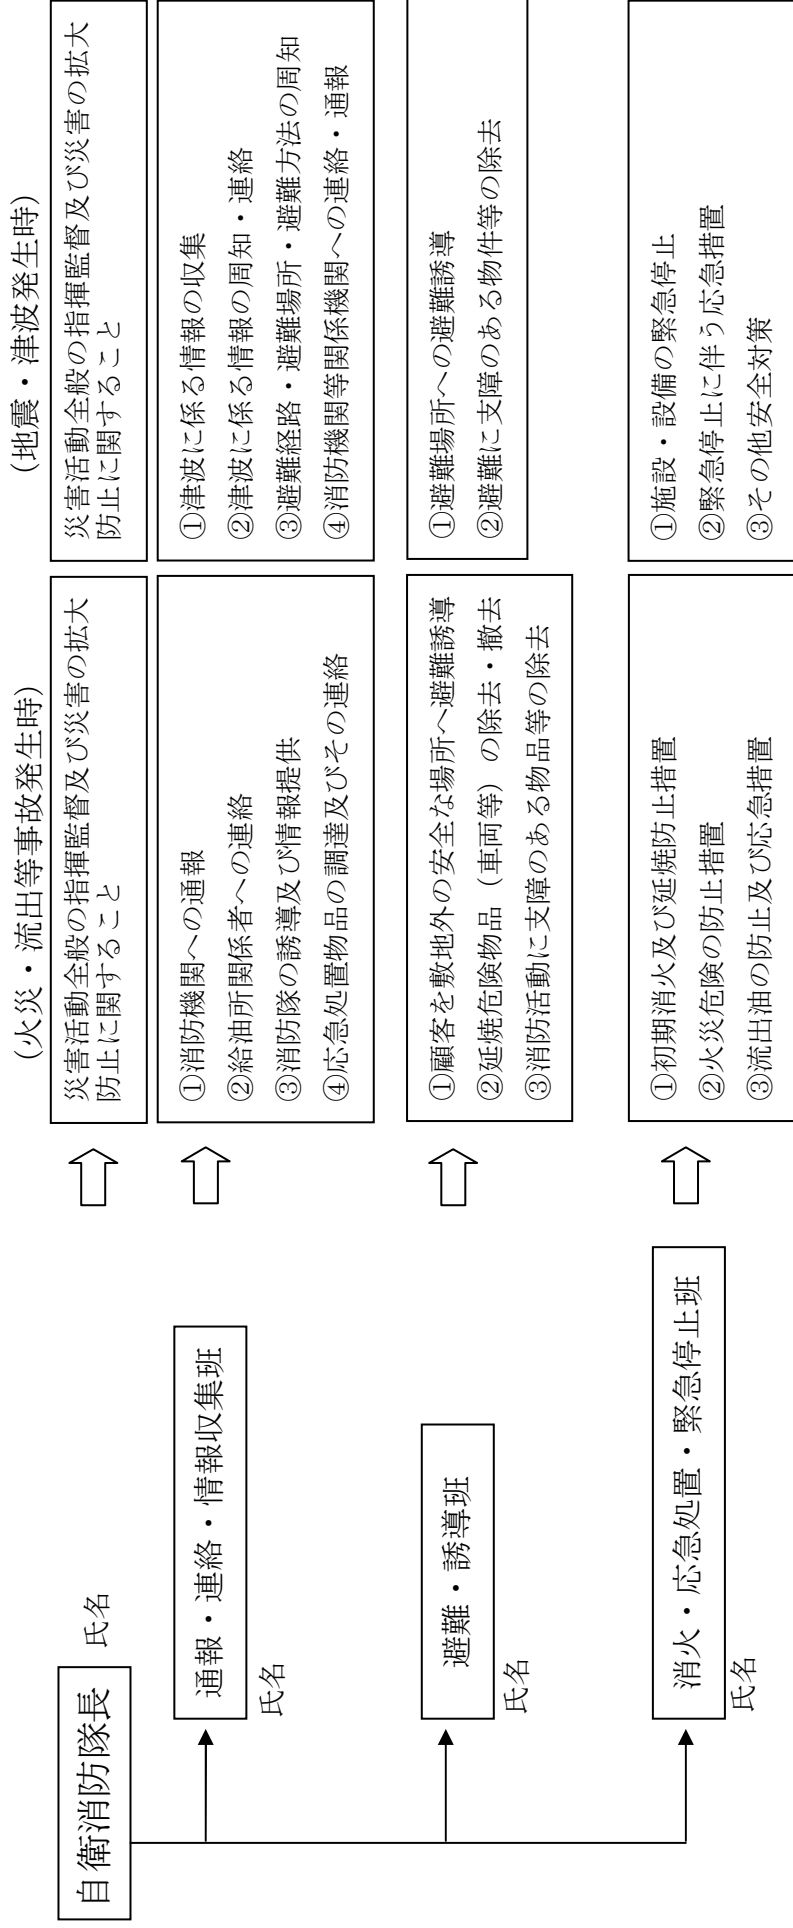 (火災・流出等事故発生時)
(地震・津波発生時)
自衛消防隊長
氏名
災害活動全般の指揮監督及び災害の拡大
防止に関すること
災害活動全般の指揮監督及び災害の拡大
防止に関すること
通報・連絡・情報収集班
氏名
①消防機関への通報
②給油所関係者への連絡
③消防隊の誘導及び情報提供
④応急処置物品の調達及びその連絡
①津波に係る情報の収集
②津波に係る情報の周知・連絡
③避難経路・避難場所・避難方法の周知
④消防機関等関係機関への連絡・通報
避難・誘導班
氏名
①顧客を敷地外の安全な場所へ避難誘導
②延焼危険物品（車両等）の除去・撤去
③消防活動に支障のある物品等の除去
①避難場所への避難誘導
②避難に支障のある物件等の除去
消火・応急処置・緊急停止班
氏名
①初期消火及び延焼防止措置
②火災危険の防止措置
③流出油の防止及び応急措置
①施設・設備の緊急停止
②緊急停止に伴う応急措置
③その他安全対策